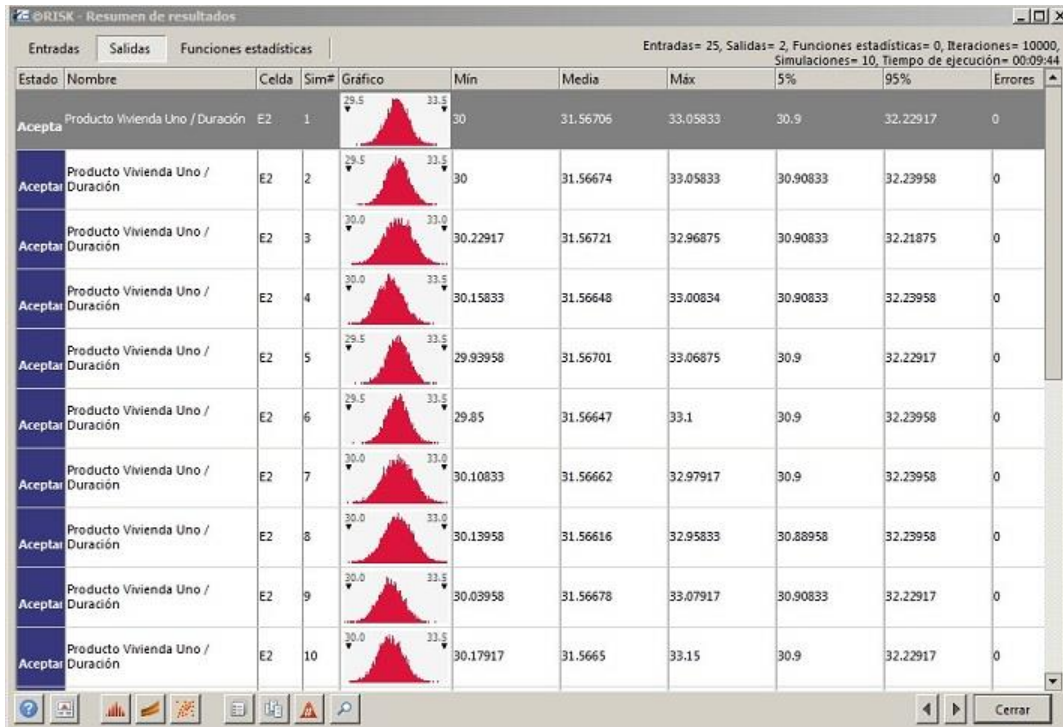 @RISK - Resumen de resultados
Entradas Salidas Funciones estadísticas
Entradas= 25, Salidas= 2, Funciones estadísticas= 0, Iteraciones= 10000,
Simulaciones= 10, Tiempo de ejecución= 00:09:44
Estado Nombre Celda Sim# Gráfico Mín Media Máx 5% 95% Errores
29.5 33.5
Acepta Producto Vivienda Uno / Duración E2 1 30 31.56706 33.05833 30.9 32.22917 0
29.5 33.5
Producto Vivienda Uno /
Aceptar Duración E2 2 30 31.56674 33.05833 30.90833 32.23958 0
30.0 33.0
Producto Vivienda Uno /
Aceptar Duración E2 3 30.22917 31.56721 32.96875 30.90833 32.21875 0
30.0 33.5
Producto Vivienda Uno /
Aceptar Duración E2 4 30.15833 31.56648 33.00834 30.90833 32.23958 0
29.5 33.5
Producto Vivienda Uno /
Aceptar Duración E2 5 29.93958 31.56701 33.06875 30.9 32.22917 0
29.5 33.5
Producto Vivienda Uno /
Aceptar Duración E2 6 29.85 31.56647 33.1 30.9 32.23958 0
30.0 33.0
Producto Vivienda Uno /
Aceptar Duración E2 7 30.10833 31.56662 32.97917 30.9 32.23958 0
30.0 33.0
Producto Vivienda Uno /
Aceptar Duración E2 8 30.13958 31.56616 32.95833 30.88958 32.23958 0
30.0 33.5
Producto Vivienda Uno /
Aceptar Duración E2 9 30.03958 31.56678 33.07917 30.90833 32.22917 0
30.0 33.5
Producto Vivienda Uno /
Aceptar Duración E2 10 30.17917 31.5665 33.15 30.9 32.22917 0
Cerrar